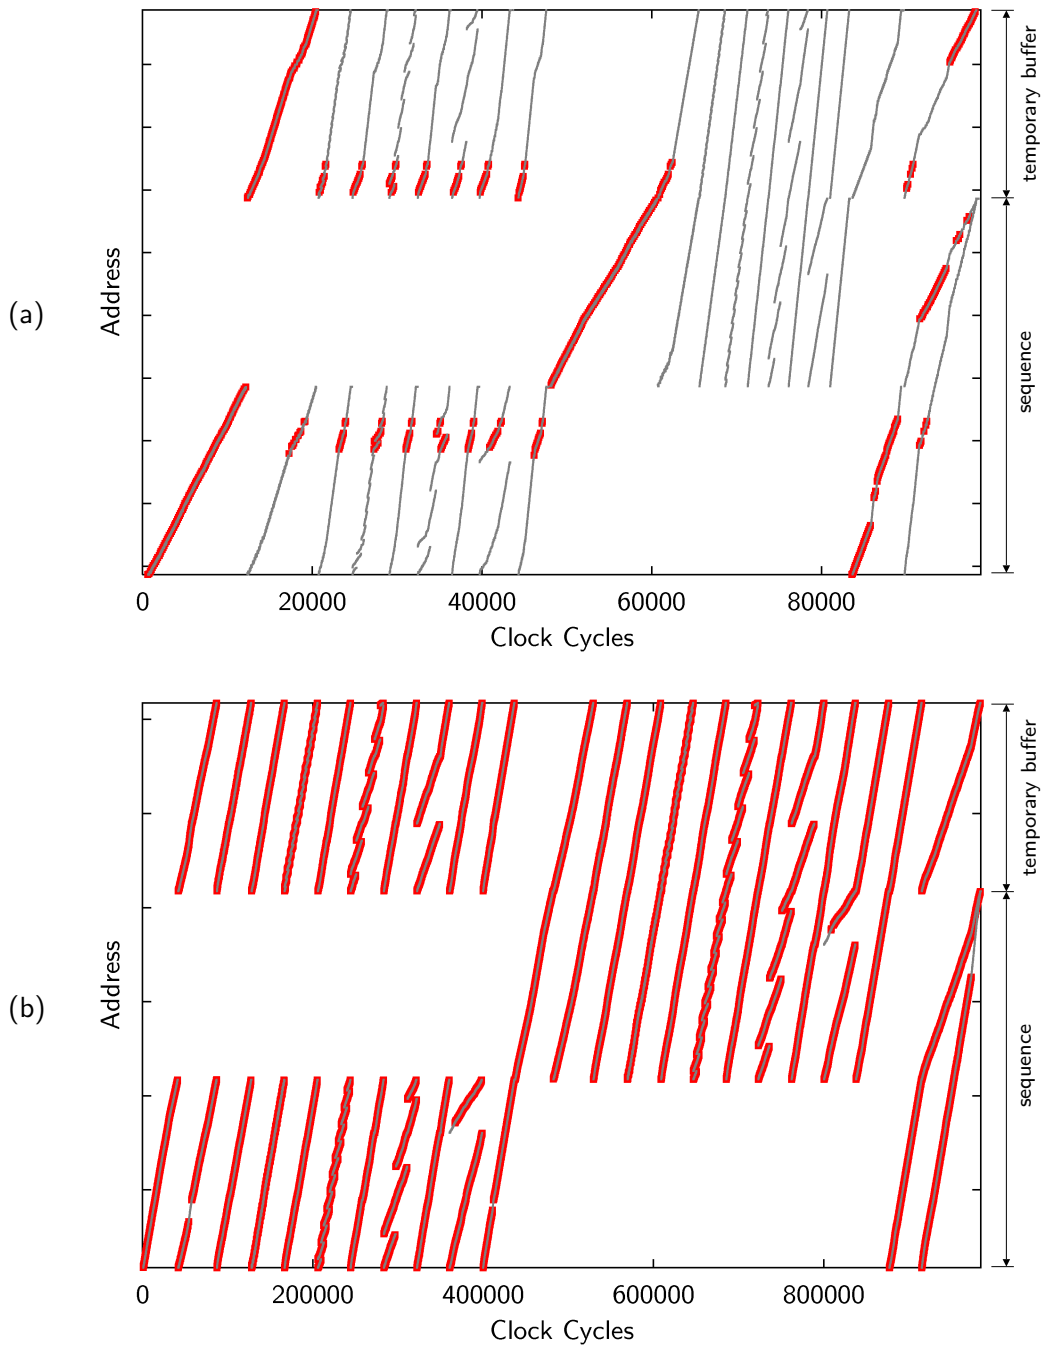 (a)
Address
temporary buffer
sequence
0 20000 40000 60000 80000
Clock Cycles
(b)
Address
temporary buffer
sequence
0 200000 400000 600000 800000
Clock Cycles